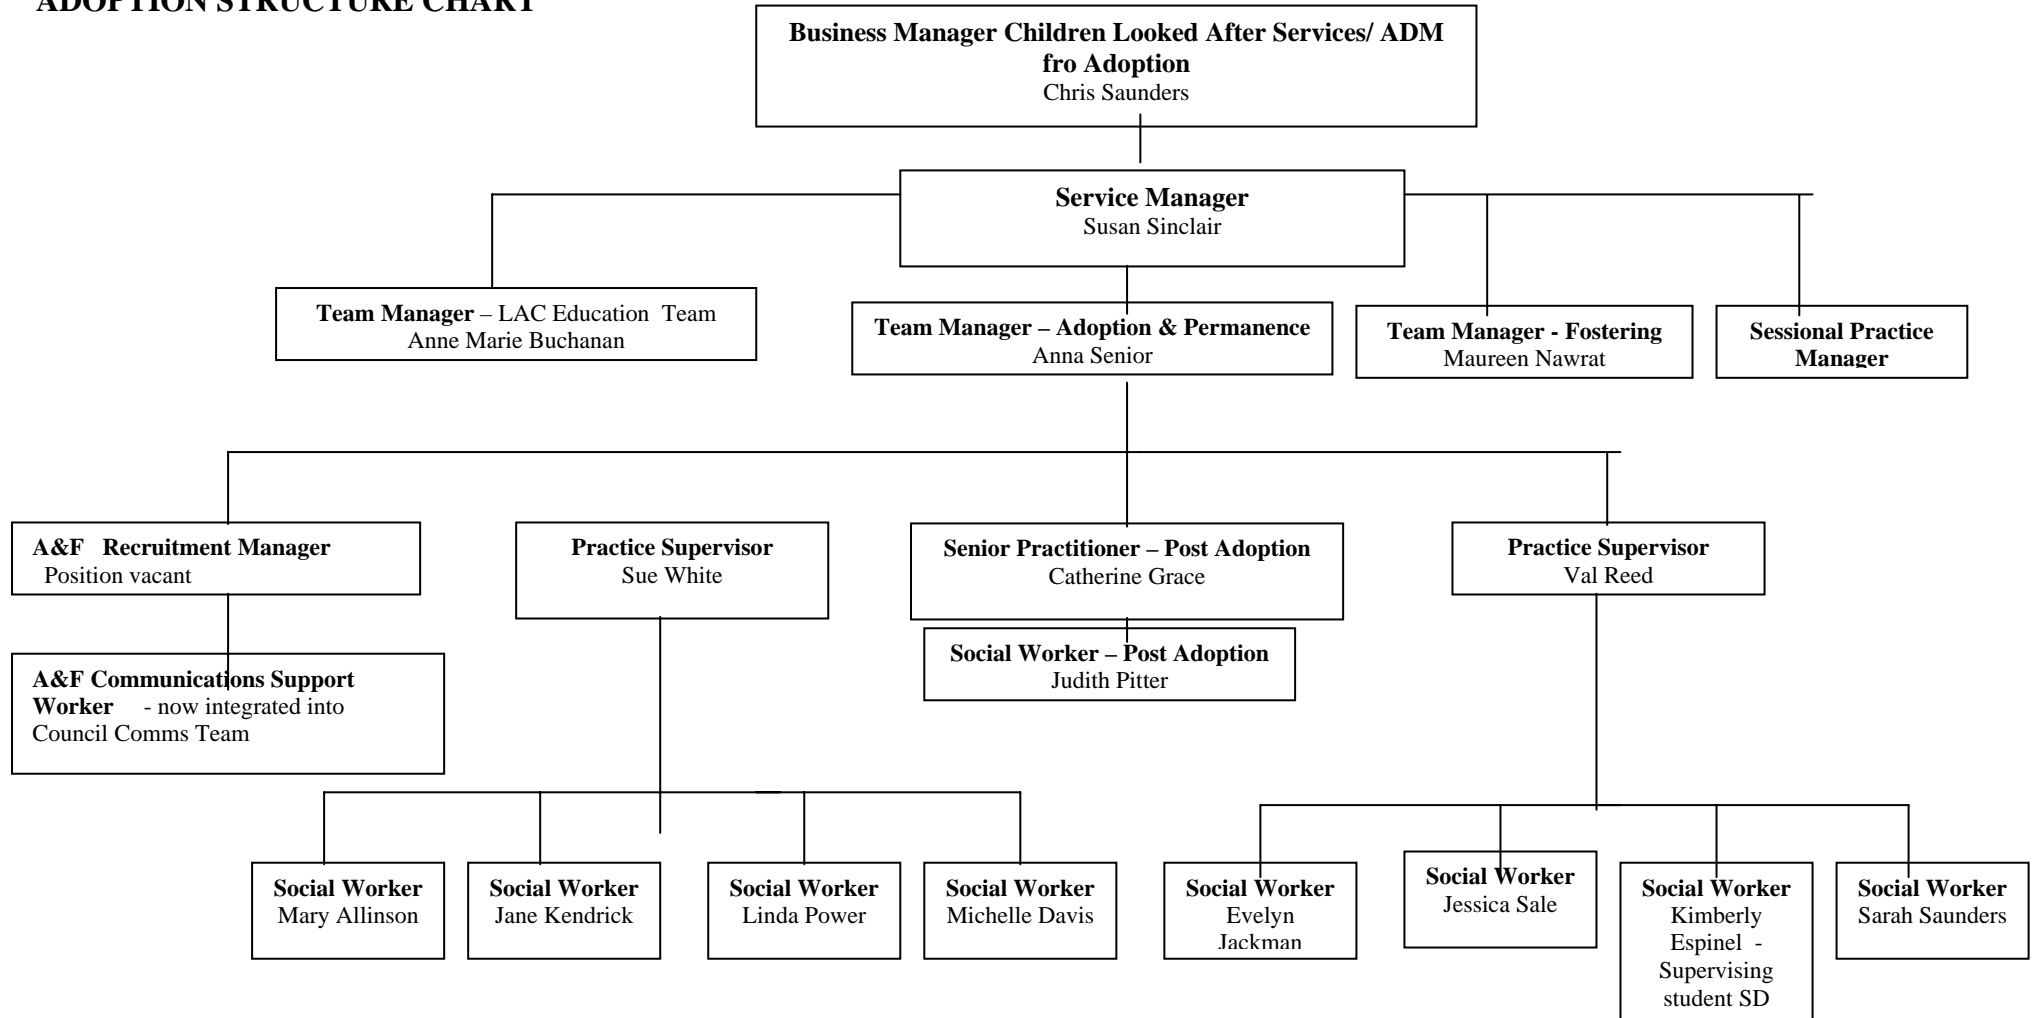 ADOPTION STRUCTURE CHART
Business Manager Children Looked After Services/ ADM
fro Adoption
Chris Saunders
Service Manager
Susan Sinclair
Team Manager – LAC Education Team
Anne Marie Buchanan
Team Manager – Adoption & Permanence
Anna Senior
Team Manager - Fostering
Maureen Nawrat
Sessional Practice
Manager
A&F Recruitment Manager
Position vacant
Practice Supervisor
Sue White
Senior Practitioner – Post Adoption
Catherine Grace
Practice Supervisor
Val Reed
A&F Communications Support
Worker - now integrated into
Council Comms Team
Social Worker – Post Adoption
Judith Pitter
Social Worker
Mary Allinson
Social Worker
Jane Kendrick
Social Worker
Linda Power
Social Worker
Michelle Davis
Social Worker
Evelyn
Jackman
Social Worker
Jessica Sale
Social Worker
Kimberly
Espinel -
Supervising
student SD
Social Worker
Sarah Saunders